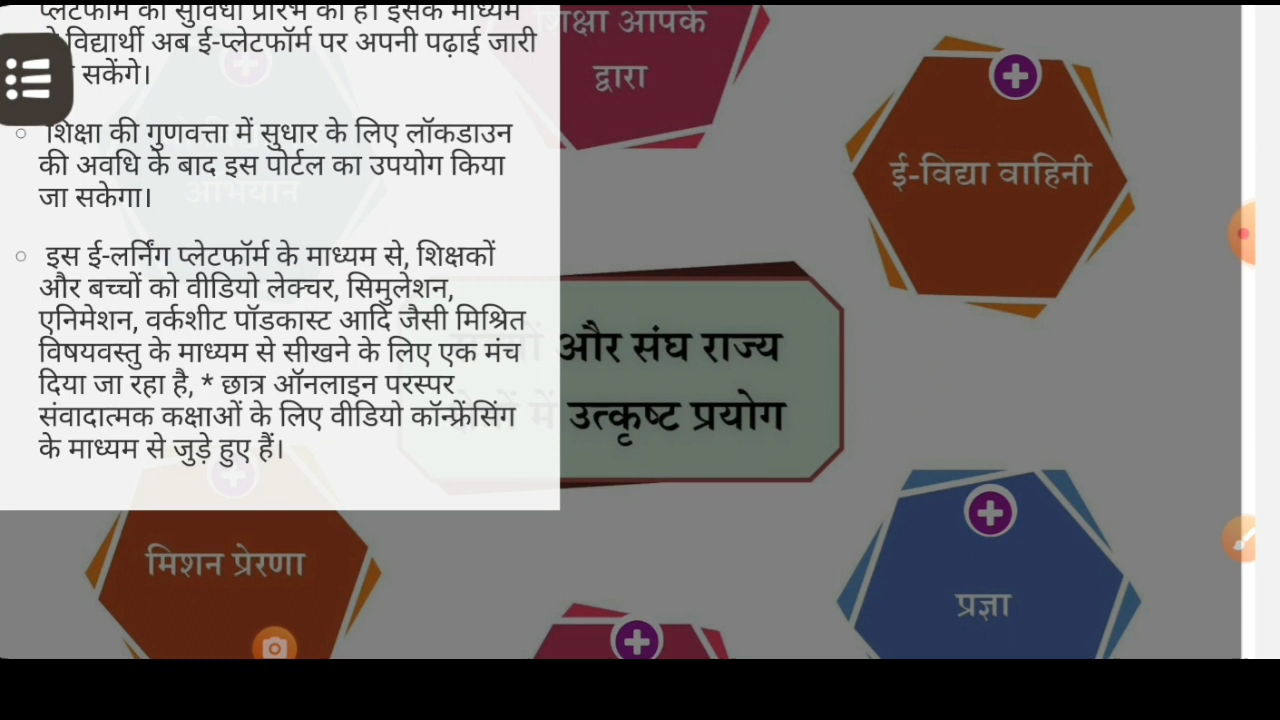 प्लेटफॉर्म की सुविधा प्रारंभ की है। इसके माध्यम
विद्यार्थी अब ई-प्लेटफॉर्म पर अपनी पढ़ाई जारी
सकेंगे।
शिक्षा की गुणवत्ता में सुधार के लिए लॉकडाउन
की अवधि के बाद इस पोर्टल का उपयोग किया
जा सकेगा।
इस ई-लर्निंग प्लेटफॉर्म के माध्यम से, शिक्षकों
और बच्चों को वीडियो लेक्चर, सिमुलेशन,
एनिमेशन, वर्कशीट पॉडकास्ट आदि जैसी मिश्रित
विषयवस्तु के माध्यम से सीखने के लिए एक मंच
दिया जा रहा है, * छात्र ऑनलाइन परस्पर
संवादात्मक कक्षाओं के लिए वीडियो कॉन्फ्रेंसिंग
के माध्यम से जुड़े हुए हैं।
अभियान
शिक्षा आपके
द्वारा
ई-विद्या वाहिनी
और संघ राज्य
में उत्कृष्ट प्रयोग
मिशन प्रेरणा
प्रज्ञा